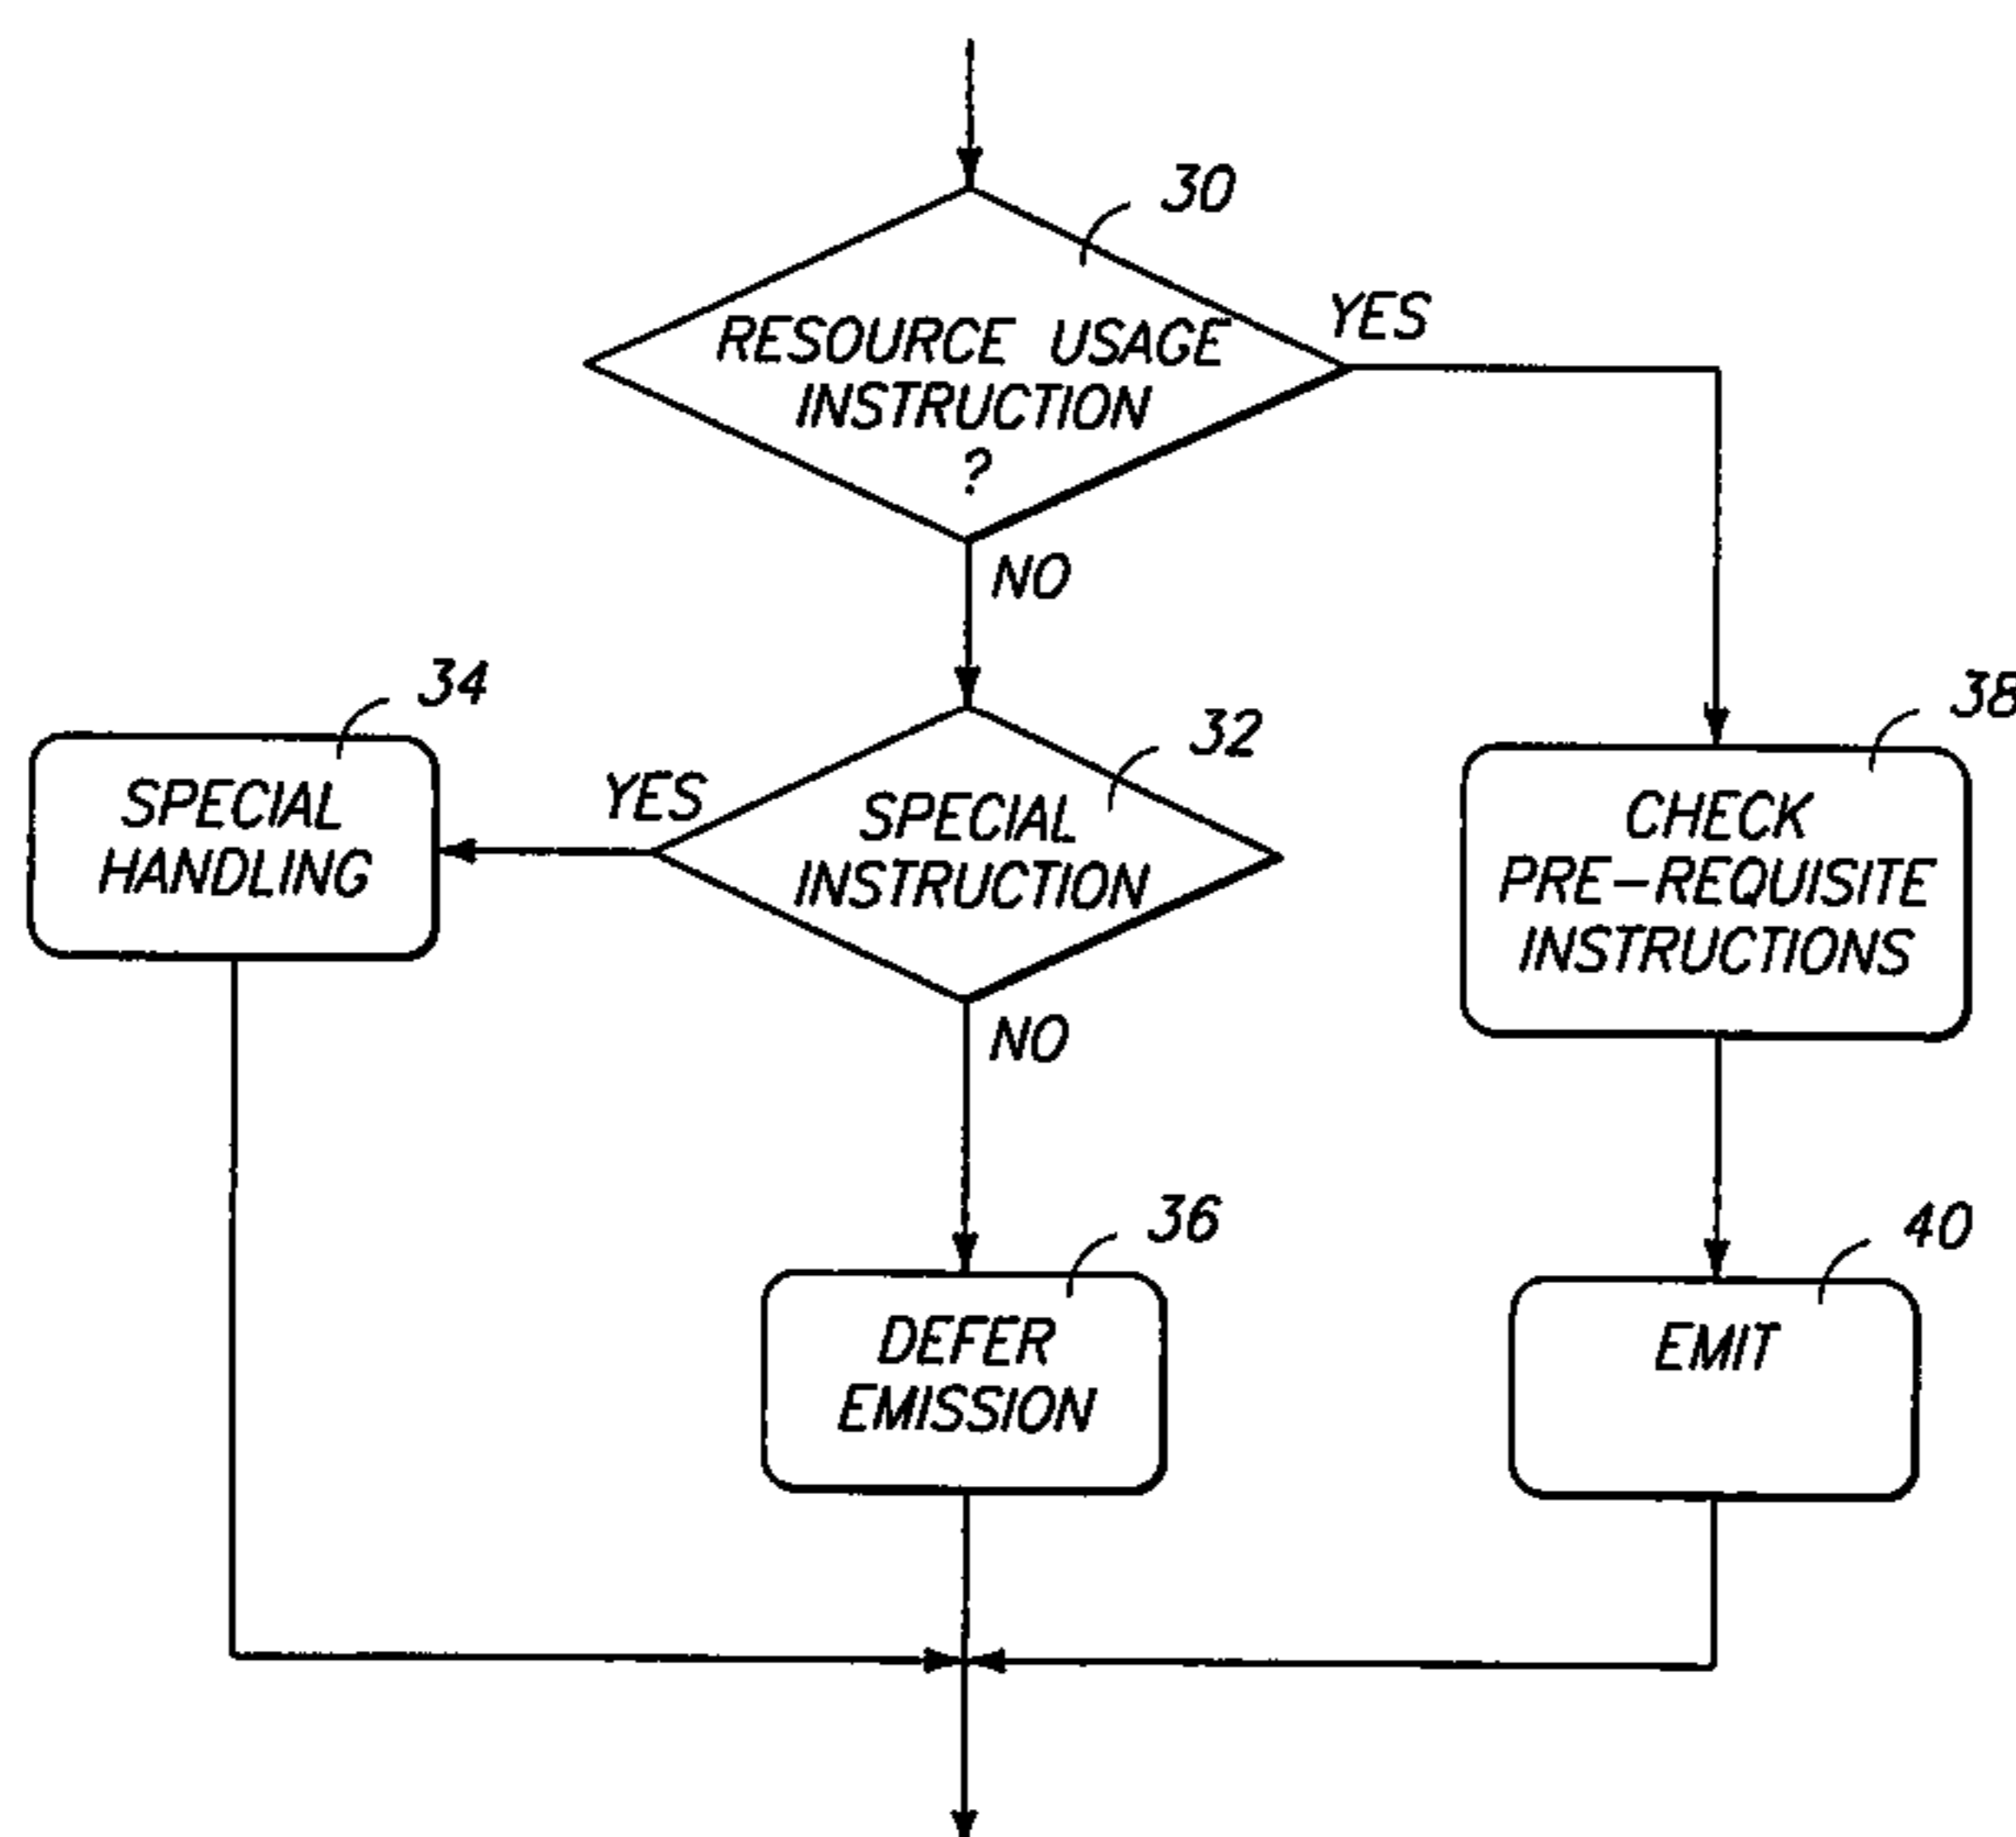 30
RESOURCE USAGE
INSTRUCTION
?
YES
NO
34
SPECIAL
HANDLING
YES
32
SPECIAL
INSTRUCTION
NO
38
CHECK
PRE-REQUISITE
INSTRUCTIONS
36
DEFER
EMISSION
40
EMIT